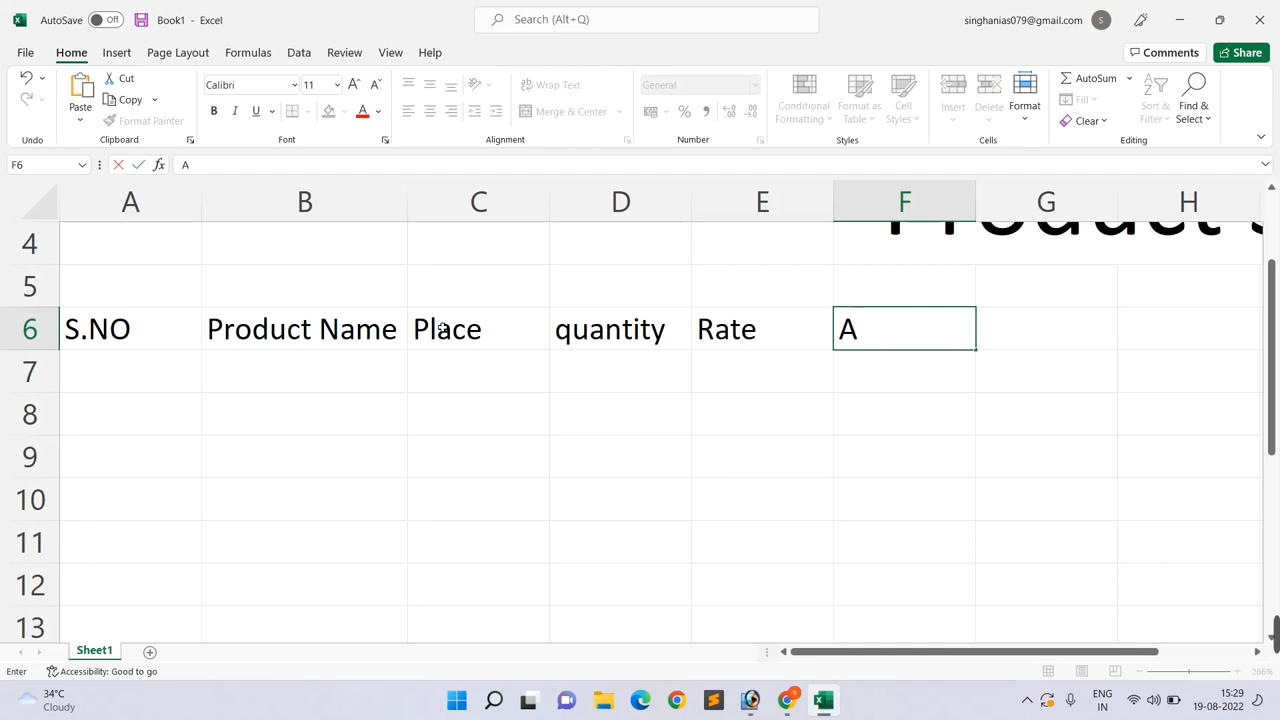 AutoSave Off Book1 - Excel Search (Alt+Q) singhanias079@gmail.com S
File Home Insert Page Layout Formulas Data Review View Help Comments Share
Paste Cut Copy Format Painter
Calibri 11 B I U A
Wrap Text Merge & Center
General % ,
Conditional Formatting Format as Table Cell Styles
Insert Delete Format
AutoSum Fill Clear Sort & Filter Find & Select
Undo Clipboard Font Alignment Number Styles Cells Editing
F6 fx A
A B C D E F G H
4 Product
5
6 S.NO Product Name Place quantity Rate A
7
8
9
10
11
12
13
Sheet1
Enter Accessibility: Good to go 266%
34°C
Cloudy
ENG
IN
15:29
19-08-2022